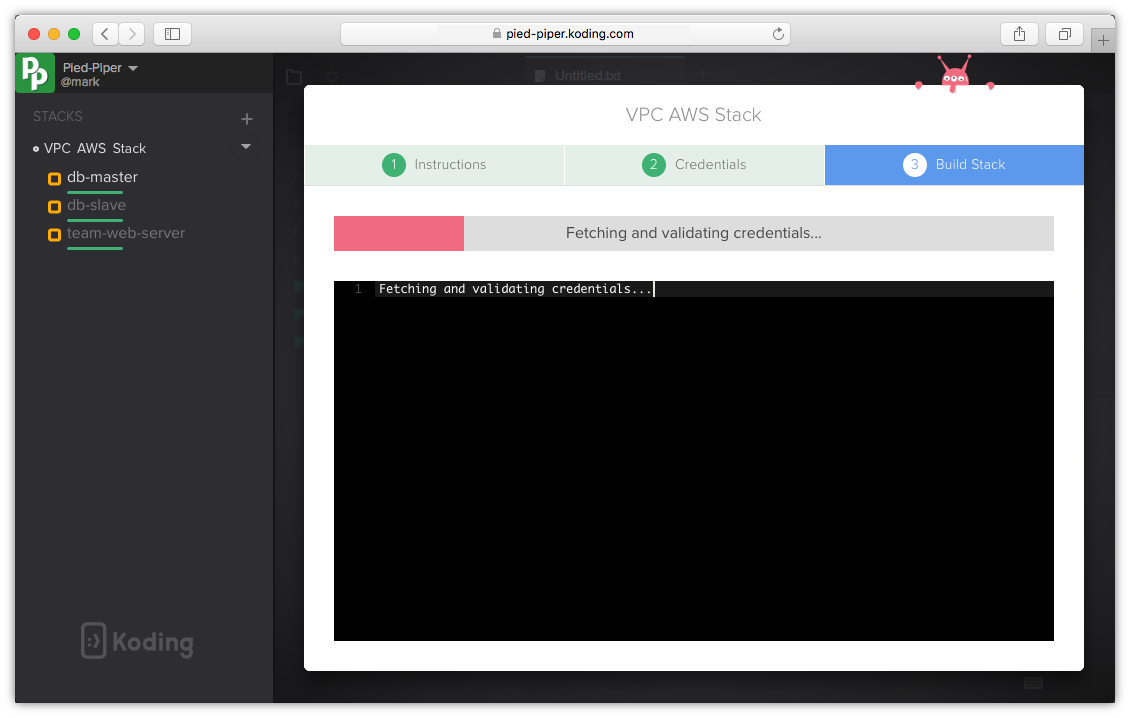 pied-piper.koding.com
Pp
Pied-Piper
@mark
Untitled.txt
STACKS
VPC AWS Stack
db-master
db-slave
team-web-server
:) Koding
VPC AWS Stack
1 Instructions
2 Credentials
3 Build Stack
Fetching and validating credentials...
1 Fetching and validating credentials...